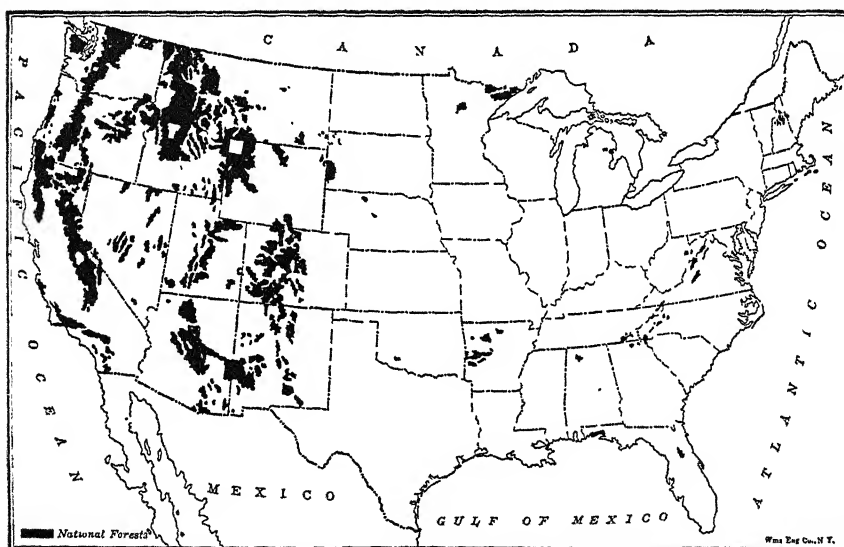 CANADA
PACIFIC
OCEAN
ATLANTIC OCEAN
MEXICO
GULF OF MEXICO
National Forests
Wms Eng Co., N Y.